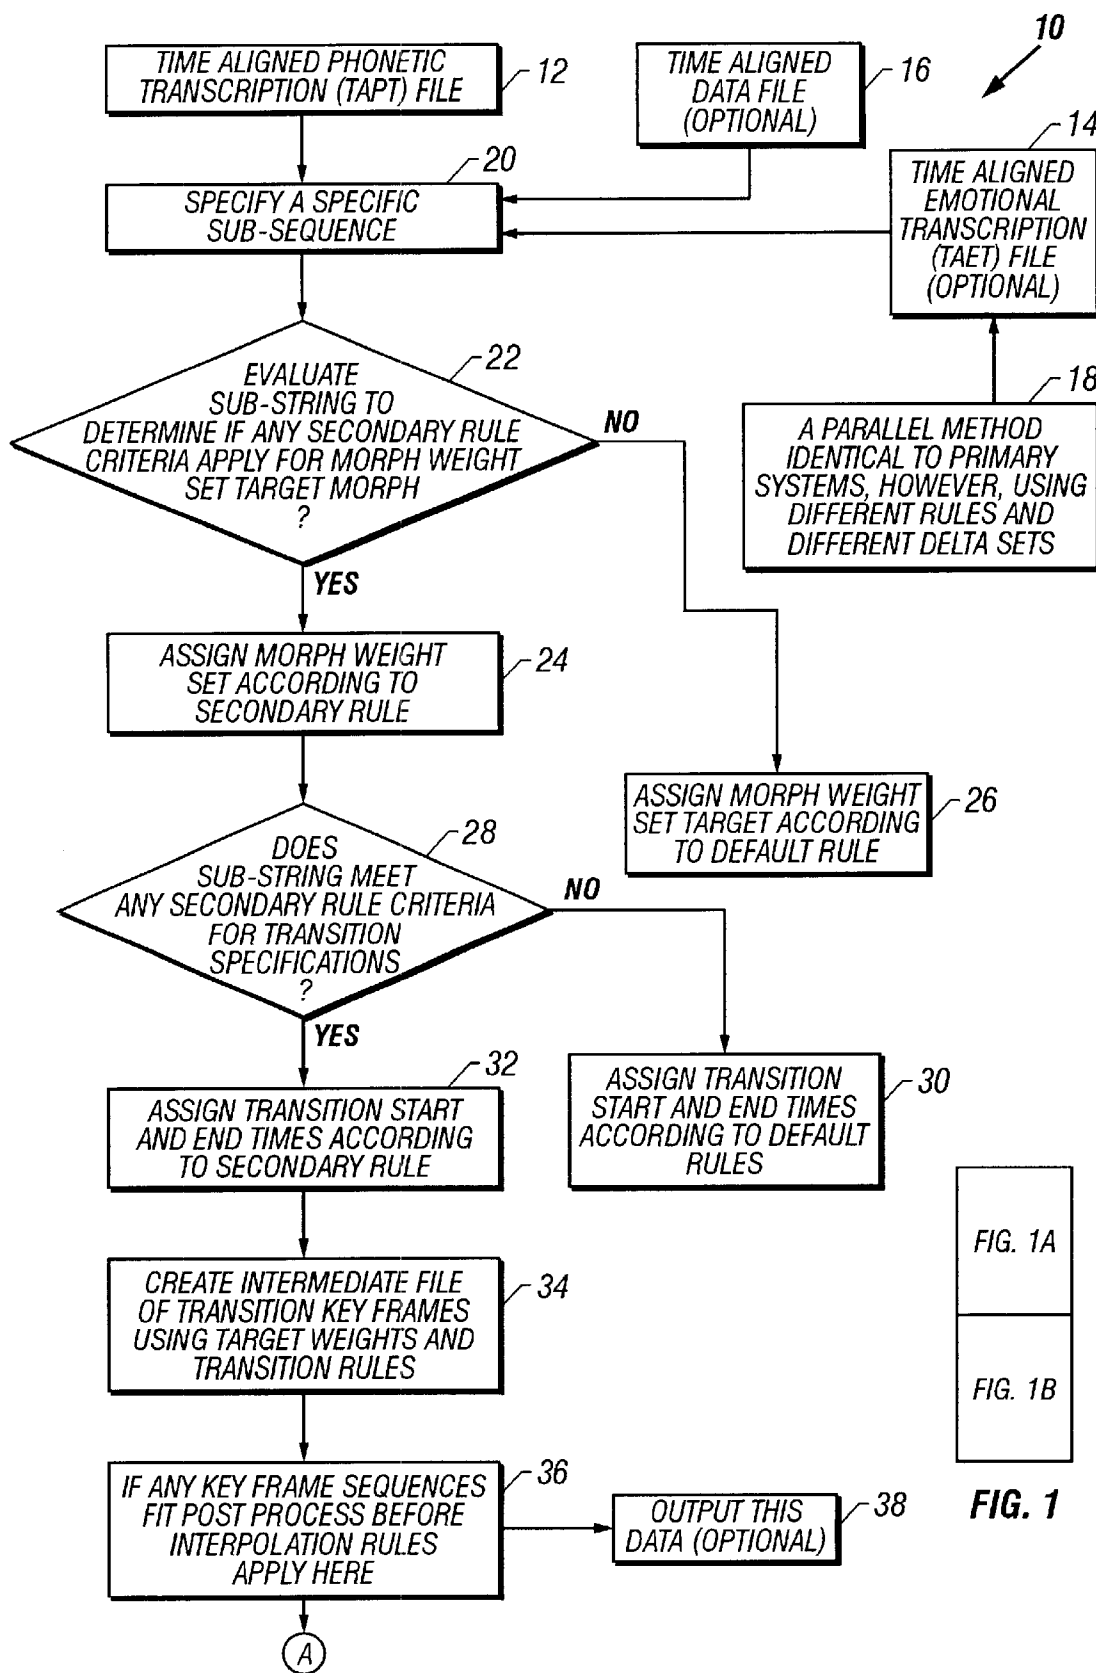 10
TIME ALIGNED PHONETIC
TRANSCRIPTION (TAPT) FILE
12
TIME ALIGNED
DATA FILE
(OPTIONAL)
16
14
TIME ALIGNED
EMOTIONAL
TRANSCRIPTION
(TAET) FILE
(OPTIONAL)
20
SPECIFY A SPECIFIC
SUB-SEQUENCE
22
EVALUATE
SUB-STRING TO
DETERMINE IF ANY SECONDARY RULE
CRITERIA APPLY FOR MORPH WEIGHT
SET TARGET MORPH
?
NO
YES
18
A PARALLEL METHOD
IDENTICAL TO PRIMARY
SYSTEMS, HOWEVER, USING
DIFFERENT RULES AND
DIFFERENT DELTA SETS
ASSIGN MORPH WEIGHT
SET ACCORDING TO
SECONDARY RULE
24
ASSIGN MORPH WEIGHT
SET TARGET ACCORDING
TO DEFAULT RULE
26
28
DOES
SUB-STRING MEET
ANY SECONDARY RULE CRITERIA
FOR TRANSITION
SPECIFICATIONS
?
NO
YES
32
ASSIGN TRANSITION START
AND END TIMES ACCORDING
TO SECONDARY RULE
ASSIGN TRANSITION
START AND END TIMES
ACCORDING TO DEFAULT
RULES
30
CREATE INTERMEDIATE FILE
OF TRANSITION KEY FRAMES
USING TARGET WEIGHTS AND
TRANSITION RULES
34
FIG. 1A
FIG. 1B
FIG. 1
IF ANY KEY FRAME SEQUENCES
FIT POST PROCESS BEFORE
INTERPOLATION RULES
APPLY HERE
36
OUTPUT THIS
DATA (OPTIONAL)
38
A